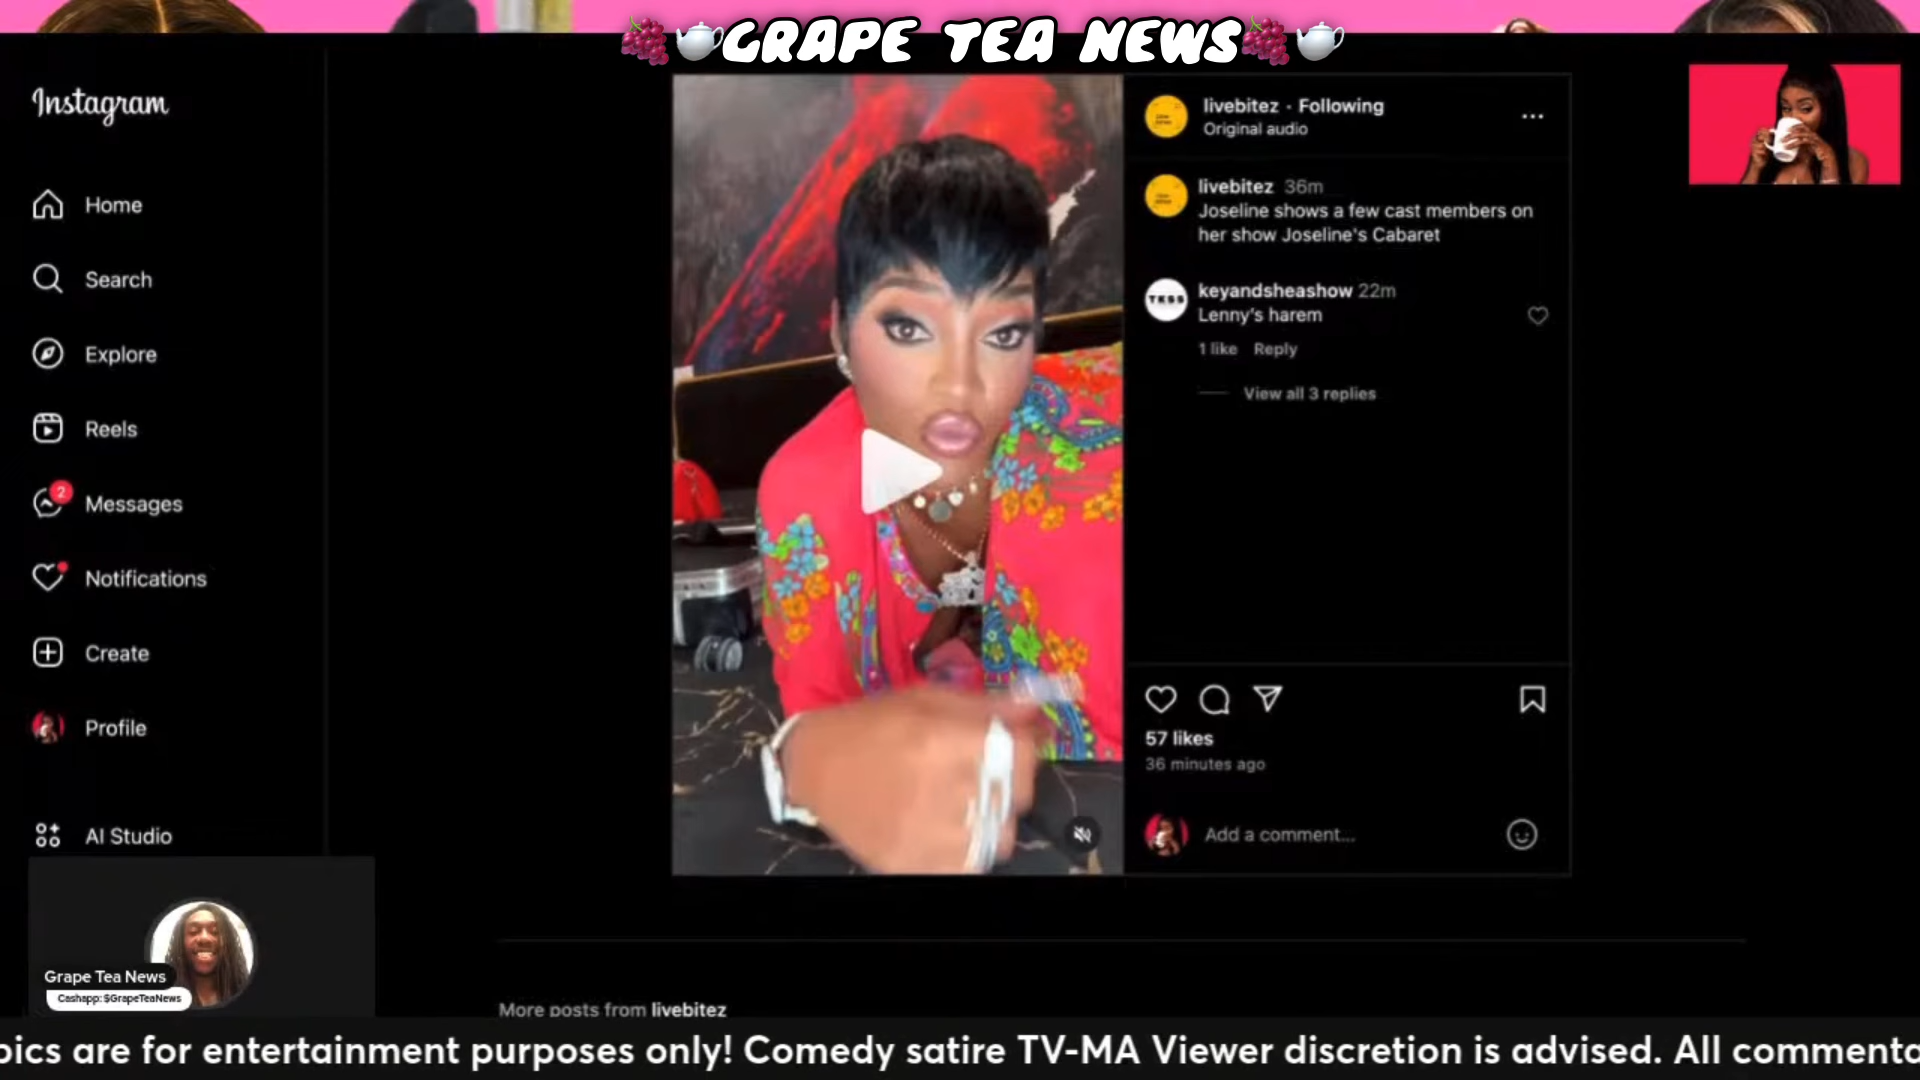 🍇🫖GRAPE TEA NEWS🍇🫖
Instagram
Home
Search
Explore
Reels
2
Messages
Notifications
Create
Profile
AI Studio
livebitez • Following
Original audio
livebitez 36m
Joseline shows a few cast members on
her show Joseline's Cabaret
TKSS
keyandsheashow 22m
Lenny's harem
1 like Reply
View all 3 replies
57 likes
36 minutes ago
Add a comment...
Grape Tea News
Cashapp: $GrapeTeaNews
More posts from livebitez
pics are for entertainment purposes only! Comedy satire TV-MA Viewer discretion is advised. All commenta